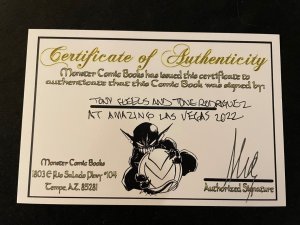 Certificate of Authenticity
Monster Comic Books has issued this certificate to
authenticate that this Comic Book was signed by:
TONY FLEECS AND TONE RODRIGUEZ
AT AMAZING LAS VEGAS 2022
Monster Comic Books
1803 E Rio Salado Pkwy #104
Tempe, AZ. 85281
Authorized Signature